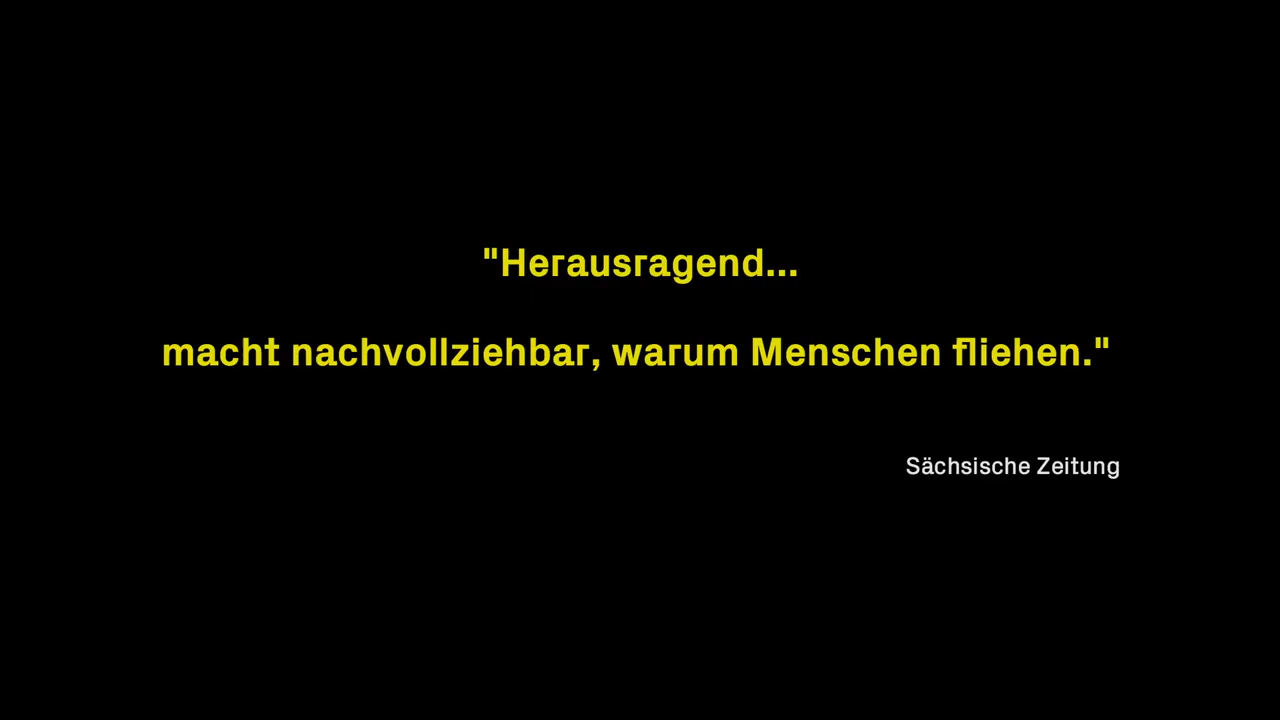 "Herausragend...
macht nachvollziehbar, warum Menschen fliehen."
Sächsische Zeitung